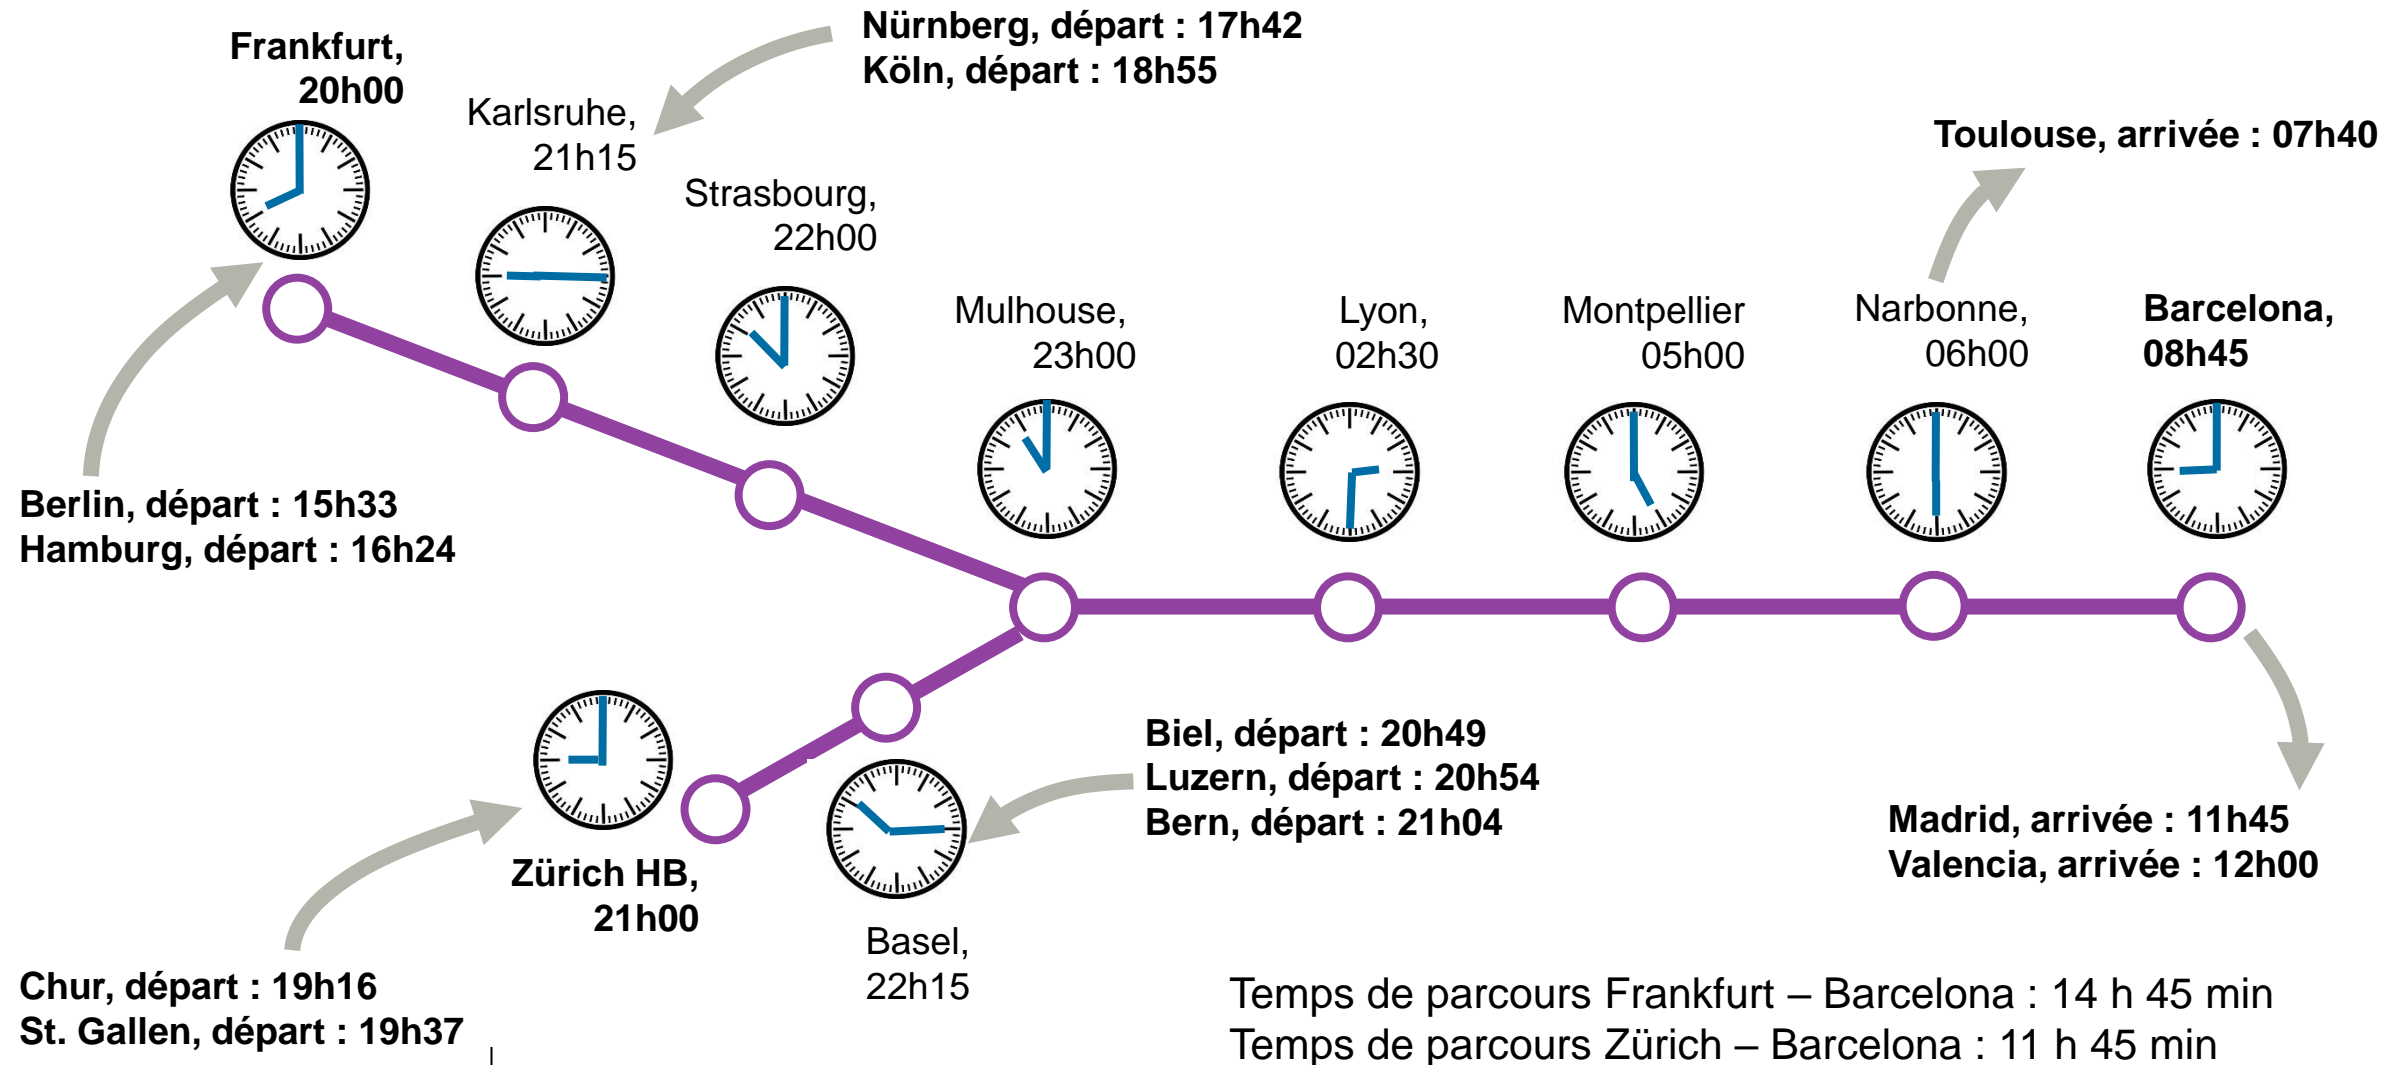 Nürnberg, départ : 17h42
Köln, départ : 18h55
Frankfurt,
20h00
Karlsruhe,
21h15
Strasbourg,
22h00
Toulouse, arrivée : 07h40
Mulhouse,
23h00
Lyon,
02h30
Montpellier
05h00
Narbonne,
06h00
Barcelona,
08h45
Berlin, départ : 15h33
Hamburg, départ : 16h24
Biel, départ : 20h49
Luzern, départ : 20h54
Bern, départ : 21h04
Madrid, arrivée : 11h45
Valencia, arrivée : 12h00
Zürich HB,
21h00
Basel,
22h15
Chur, départ : 19h16
St. Gallen, départ : 19h37
Temps de parcours Frankfurt – Barcelona : 14 h 45 min
Temps de parcours Zürich – Barcelona : 11 h 45 min